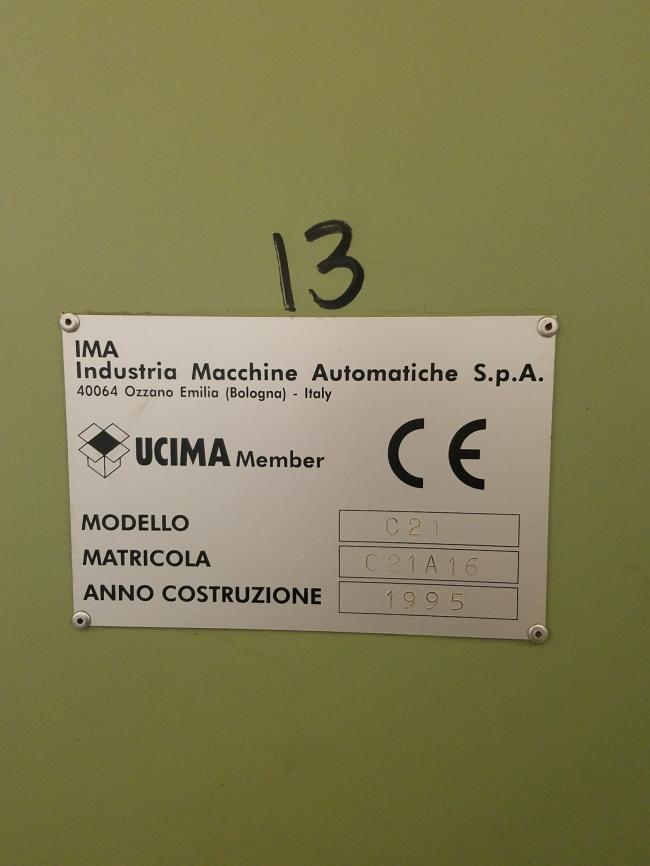 13
IMA
Industria Macchine Automatiche S.p.A.
40064 Ozzano Emilia (Bologna) - Italy
UCIMA Member
CE
MODELLO C21
MATRICOLA C21A16
ANNO COSTRUZIONE 1995